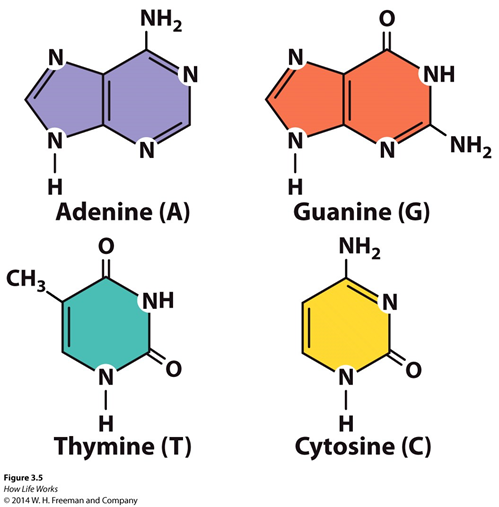 NH₂
N
N
N
N
H
Adenine (A)
O
N
NH
N
N
NH₂
H
Guanine (G)
O
CH₃
NH
N
O
H
Thymine (T)
NH₂
N
N
O
H
Cytosine (C)
Figure 3.5
How Life Works
© 2014 W. H. Freeman and Company